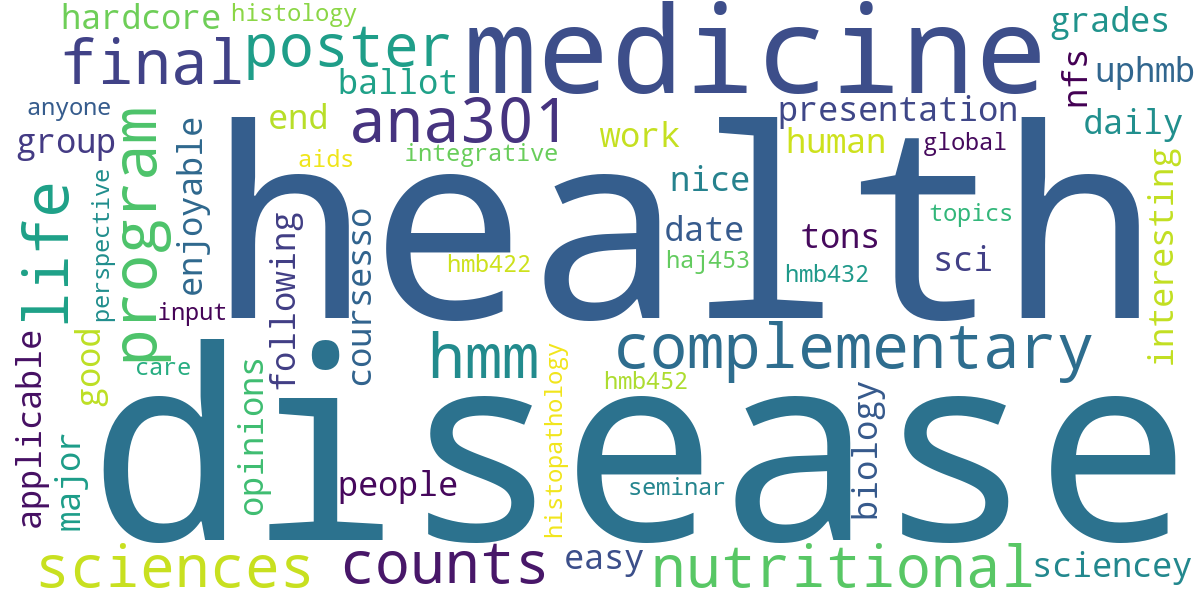 hardcore
histology
final
poster
ballot
medicine
grades
nfs
uphmb
anyone
group
program
enjoyable
end
aids
ana301
integrative
work
presentation
human
global
daily
life
perspective
health
nice
date
haj453
tons
hmb432
topics
sci
interesting
following
coursesso
hmb422
input
applicable
good
care
hmm
complementary
disease
histopathology
hmb452
opinions
major
people
seminar
biology
sciences
counts
easy
nutritional
sciencey